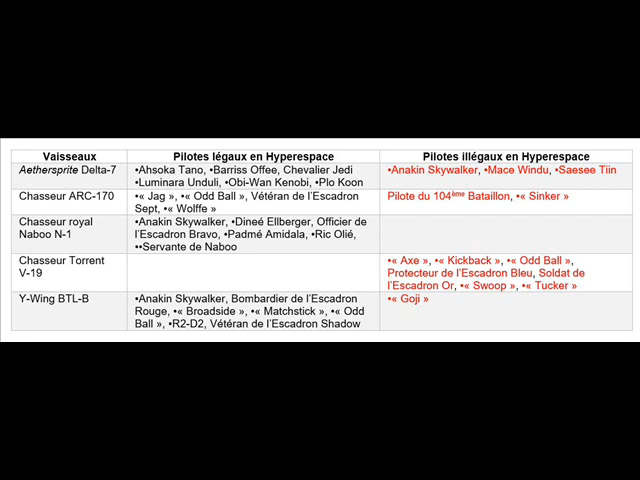 Vaisseaux Pilotes légaux en Hyperespace Pilotes illégaux en Hyperespace
Aethersprite Delta-7
•Ahsoka Tano, •Barriss Offee, Chevalier Jedi
•Luminara Unduli, •Obi-Wan Kenobi, •Plo Koon
•Anakin Skywalker, •Mace Windu, •Saesee Tiin
Chasseur ARC-170
•« Jag », •« Odd Ball », Vétéran de l'Escadron
Sept, •« Wolffe »
Pilote du 104ème Bataillon, •« Sinker »
Chasseur royal
Naboo N-1
•Anakin Skywalker, •Dineé Ellberger, Officier de
l'Escadron Bravo, •Padmé Amidala, •Ric Olié,
••Servante de Naboo
Chasseur Torrent
V-19
•« Axe », •« Kickback », •« Odd Ball »,
Protecteur de l'Escadron Bleu, Soldat de
l'Escadron Or, •« Swoop », •« Tucker »
Y-Wing BTL-B
•Anakin Skywalker, Bombardier de l'Escadron
Rouge, •« Broadside », •« Matchstick », •« Odd
Ball », •R2-D2, Vétéran de l'Escadron Shadow
•« Goji »